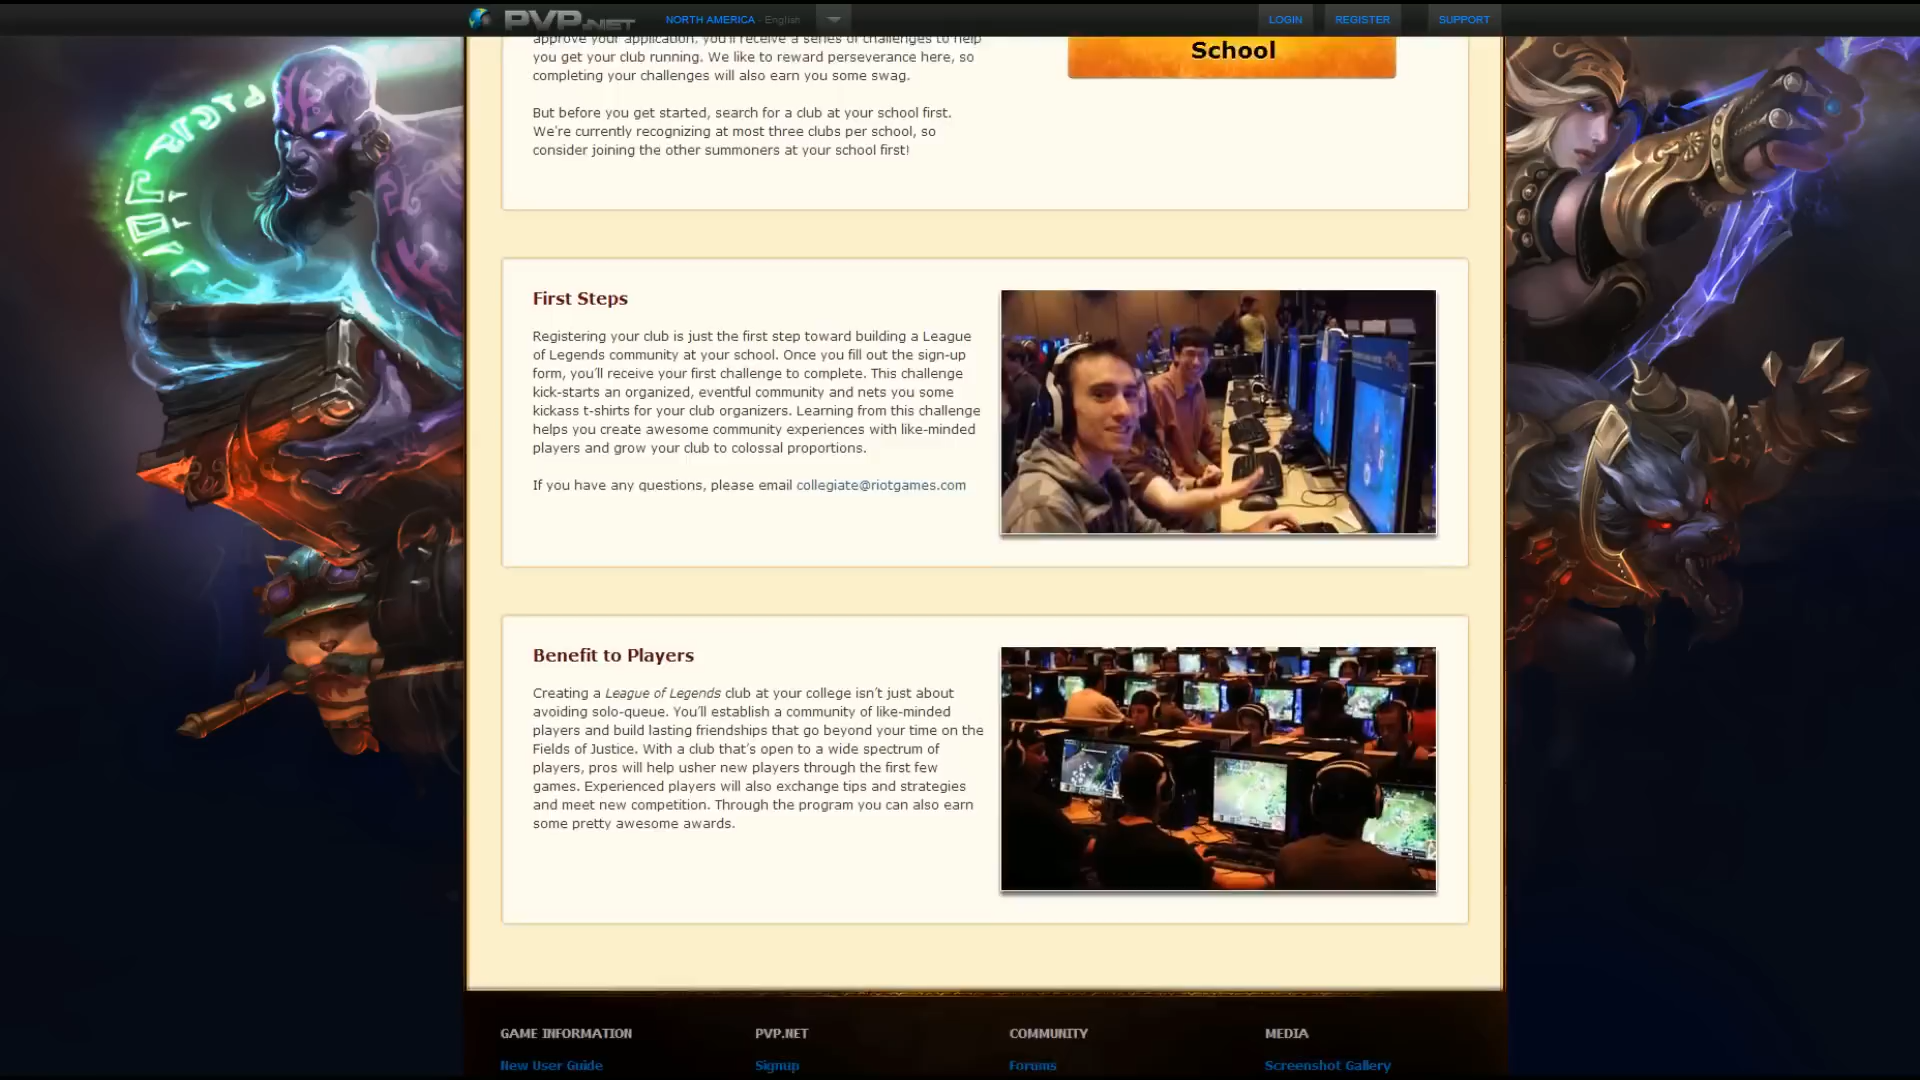 PVP.NET NORTH AMERICA - English LOGIN REGISTER SUPPORT
approve your application, you'll receive a series of challenges to help
you get your club running. We like to reward perseverance here, so
completing your challenges will also earn you some swag.
School
But before you get started, search for a club at your school first.
We're currently recognizing at most three clubs per school, so
consider joining the other summoners at your school first!
First Steps
Registering your club is just the first step toward building a League
of Legends community at your school. Once you fill out the sign-up
form, you'll receive your first challenge to complete. This challenge
kick-starts an organized, eventful community and nets you some
kickass t-shirts for your club organizers. Learning from this challenge
helps you create awesome community experiences with like-minded
players and grow your club to colossal proportions.
If you have any questions, please email collegiate@riotgames.com
Benefit to Players
Creating a League of Legends club at your college isn't just about
avoiding solo-queue. You'll establish a community of like-minded
players and build lasting friendships that go beyond your time on the
Fields of Justice. With a club that's open to a wide spectrum of
players, pros will help usher new players through the first few
games. Experienced players will also exchange tips and strategies
and meet new competition. Through the program you can also earn
some pretty awesome awards.
GAME INFORMATION PVP.NET COMMUNITY MEDIA
New User Guide Signup Forums Screenshot Gallery